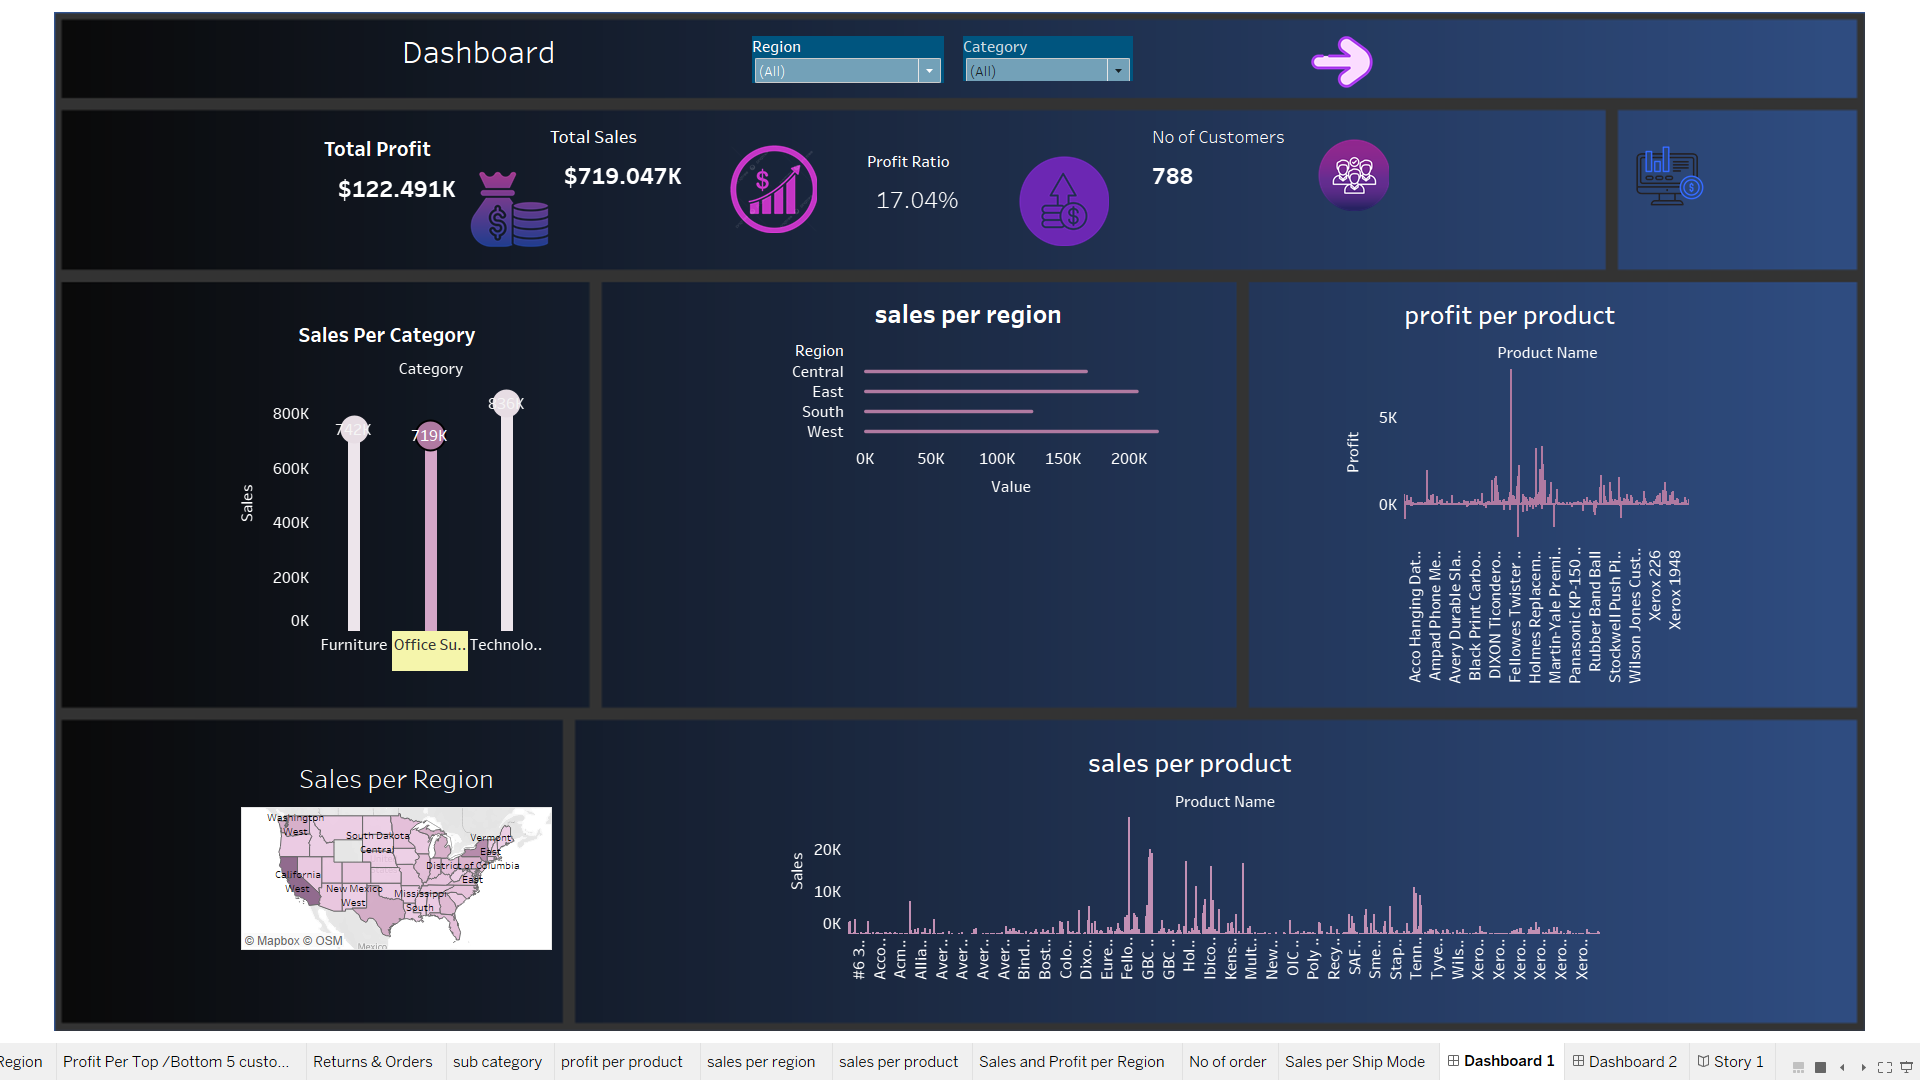 Dashboard
Region
(All)
Category
(All)
Total Profit
$122.491K
Total Sales
$719.047K
Profit Ratio
17.04%
No of Customers
788
Sales Per Category
Category
Sales
800K
600K
400K
200K
0K
742K
719K
836K
Furniture
Office Su..
Technolo..
sales per region
Region
Central
East
South
West
0K
50K
100K
150K
200K
Value
profit per product
Product Name
Profit
5K
0K
Acco Hanging Dat..
Ampad Phone Me..
Avery Durable Sla..
Black Print Carbo..
DIXON Ticondero..
Fellowes Twister ..
Holmes Replacem..
Martin-Yale Premi..
Panasonic KP-150 ..
Rubber Band Ball
Stockwell Push Pi..
Wilson Jones Cust..
Xerox 226
Xerox 1948
Sales per Region
Washington
West
South Dakota
Central
Vermont
East
District of Columbia
East
California
West
New Mexico
West
Mississippi
South
Mexico
© Mapbox © OSM
sales per product
Product Name
Sales
20K
10K
0K
#6 3..
Acco..
Acm..
Allia..
Aver..
Aver..
Aver..
Aver..
Bind..
Bost..
Colo..
Dixo..
Eure..
Fello..
GBC ..
GBC ..
Hol..
Ibico..
Kens..
Mult..
New..
OIC ..
Poly ..
Recy..
SAF..
Sme..
Stap..
Tenn..
Tyve..
Wils..
Xero..
Xero..
Xero..
Xero..
Xero..
Xero..
Region
Profit Per Top /Bottom 5 custo...
Returns & Orders
sub category
profit per product
sales per region
sales per product
Sales and Profit per Region
No of order
Sales per Ship Mode
Dashboard 1
Dashboard 2
Story 1